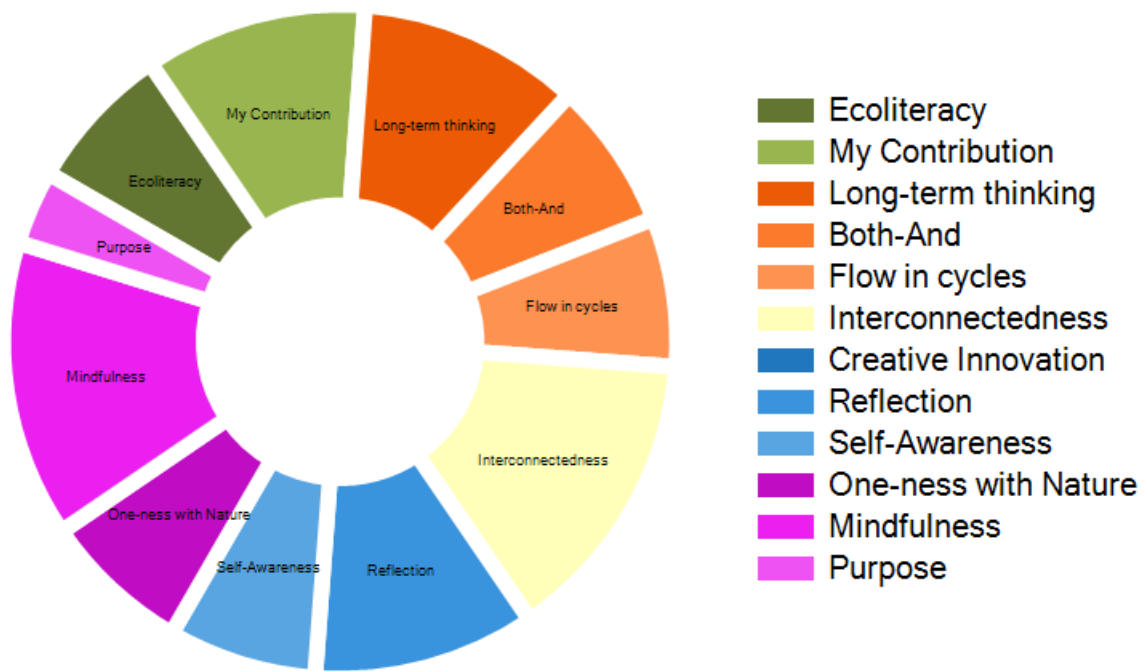 My Contribution
Long-term thinking
Ecoliteracy
Both-And
Purpose
Flow in cycles
Mindfulness
Interconnectedness
One-ness with Nature
Self-Awareness
Reflection
Ecoliteracy
My Contribution
Long-term thinking
Both-And
Flow in cycles
Interconnectedness
Creative Innovation
Reflection
Self-Awareness
One-ness with Nature
Mindfulness
Purpose